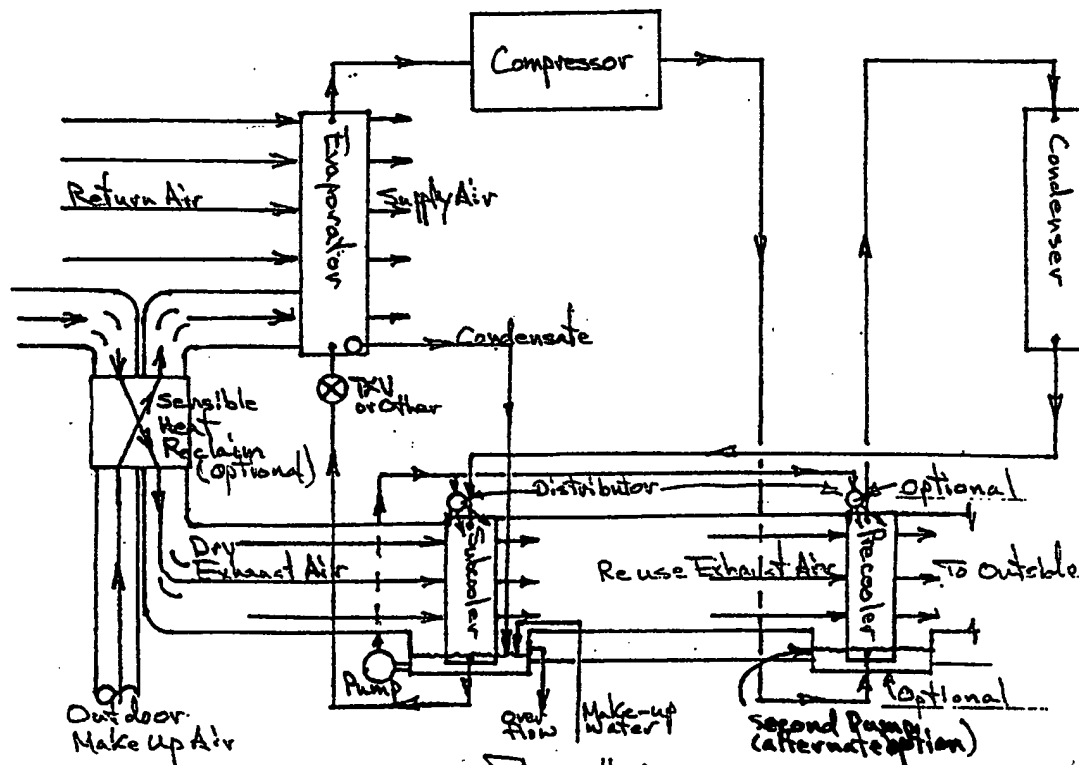 Compressor
Evaporation
Condenser
Return Air
Supply Air
Condensate
TXV
or Other
Sensible
Heat
Reclaim
(Optional)
Distributor
Optional
Dry
Exhaust Air
Subcooler
Reuse Exhaust Air
Precooler
To Outside
Pump
Over
flow
Make-up
Water
Optional
Second Pump
(alternate option)
Outdoor
Make Up Air